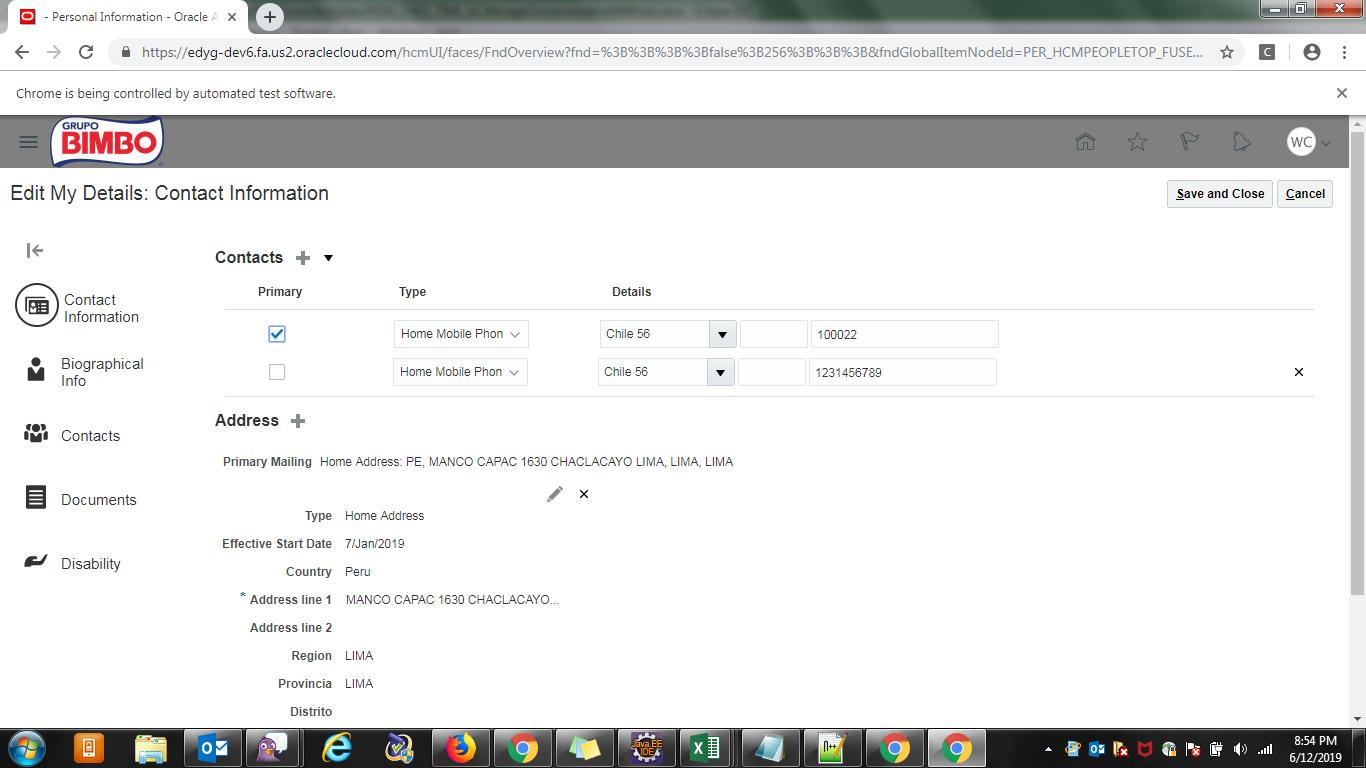 - Personal Information - Oracle A
https://edyg-dev6.fa.us2.oraclecloud.com/hcmUI/faces/FndOverview?fnd=%3B%3B%3B%3Bfalse%3B256%3B%3B%3B&fndGlobalItemNodeId=PER_HCMPEOPLETOP_FUSE...
C
Chrome is being controlled by automated test software.
GRUPO
BIMBO
WC
Edit My Details: Contact Information
Save and Close Cancel
Contact
Information
Biographical
Info
Contacts
Documents
Disability
Contacts
Primary Type Details
Home Mobile Phon Chile 56 100022
Home Mobile Phon Chile 56 1231456789
Address
Primary Mailing Home Address: PE, MANCO CAPAC 1630 CHACLACAYO LIMA, LIMA, LIMA
Type Home Address
Effective Start Date 7/Jan/2019
Country Peru
* Address line 1 MANCO CAPAC 1630 CHACLACAYO...
Address line 2
Region LIMA
Provincia LIMA
Distrito
Java EE
IDE
8:54 PM
6/12/2019